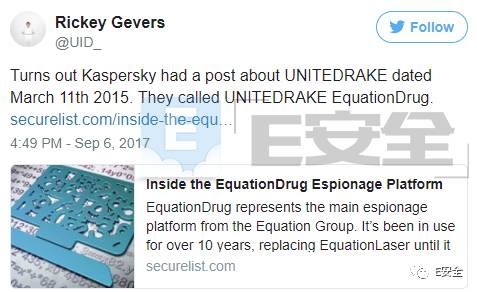 Rickey Gevers
@UID_
Follow
Turns out Kaspersky had a post about UNITEDRAKE dated
March 11th 2015. They called UNITEDRAKE EquationDrug.
securelist.com/inside-the-equ…
4:49 PM - Sep 6, 2017
E安全
Inside the EquationDrug Espionage Platform
EquationDrug represents the main espionage
platform from the Equation Group. It's been in use
for over 10 years, replacing EquationLaser until it
securelist.com
E安全